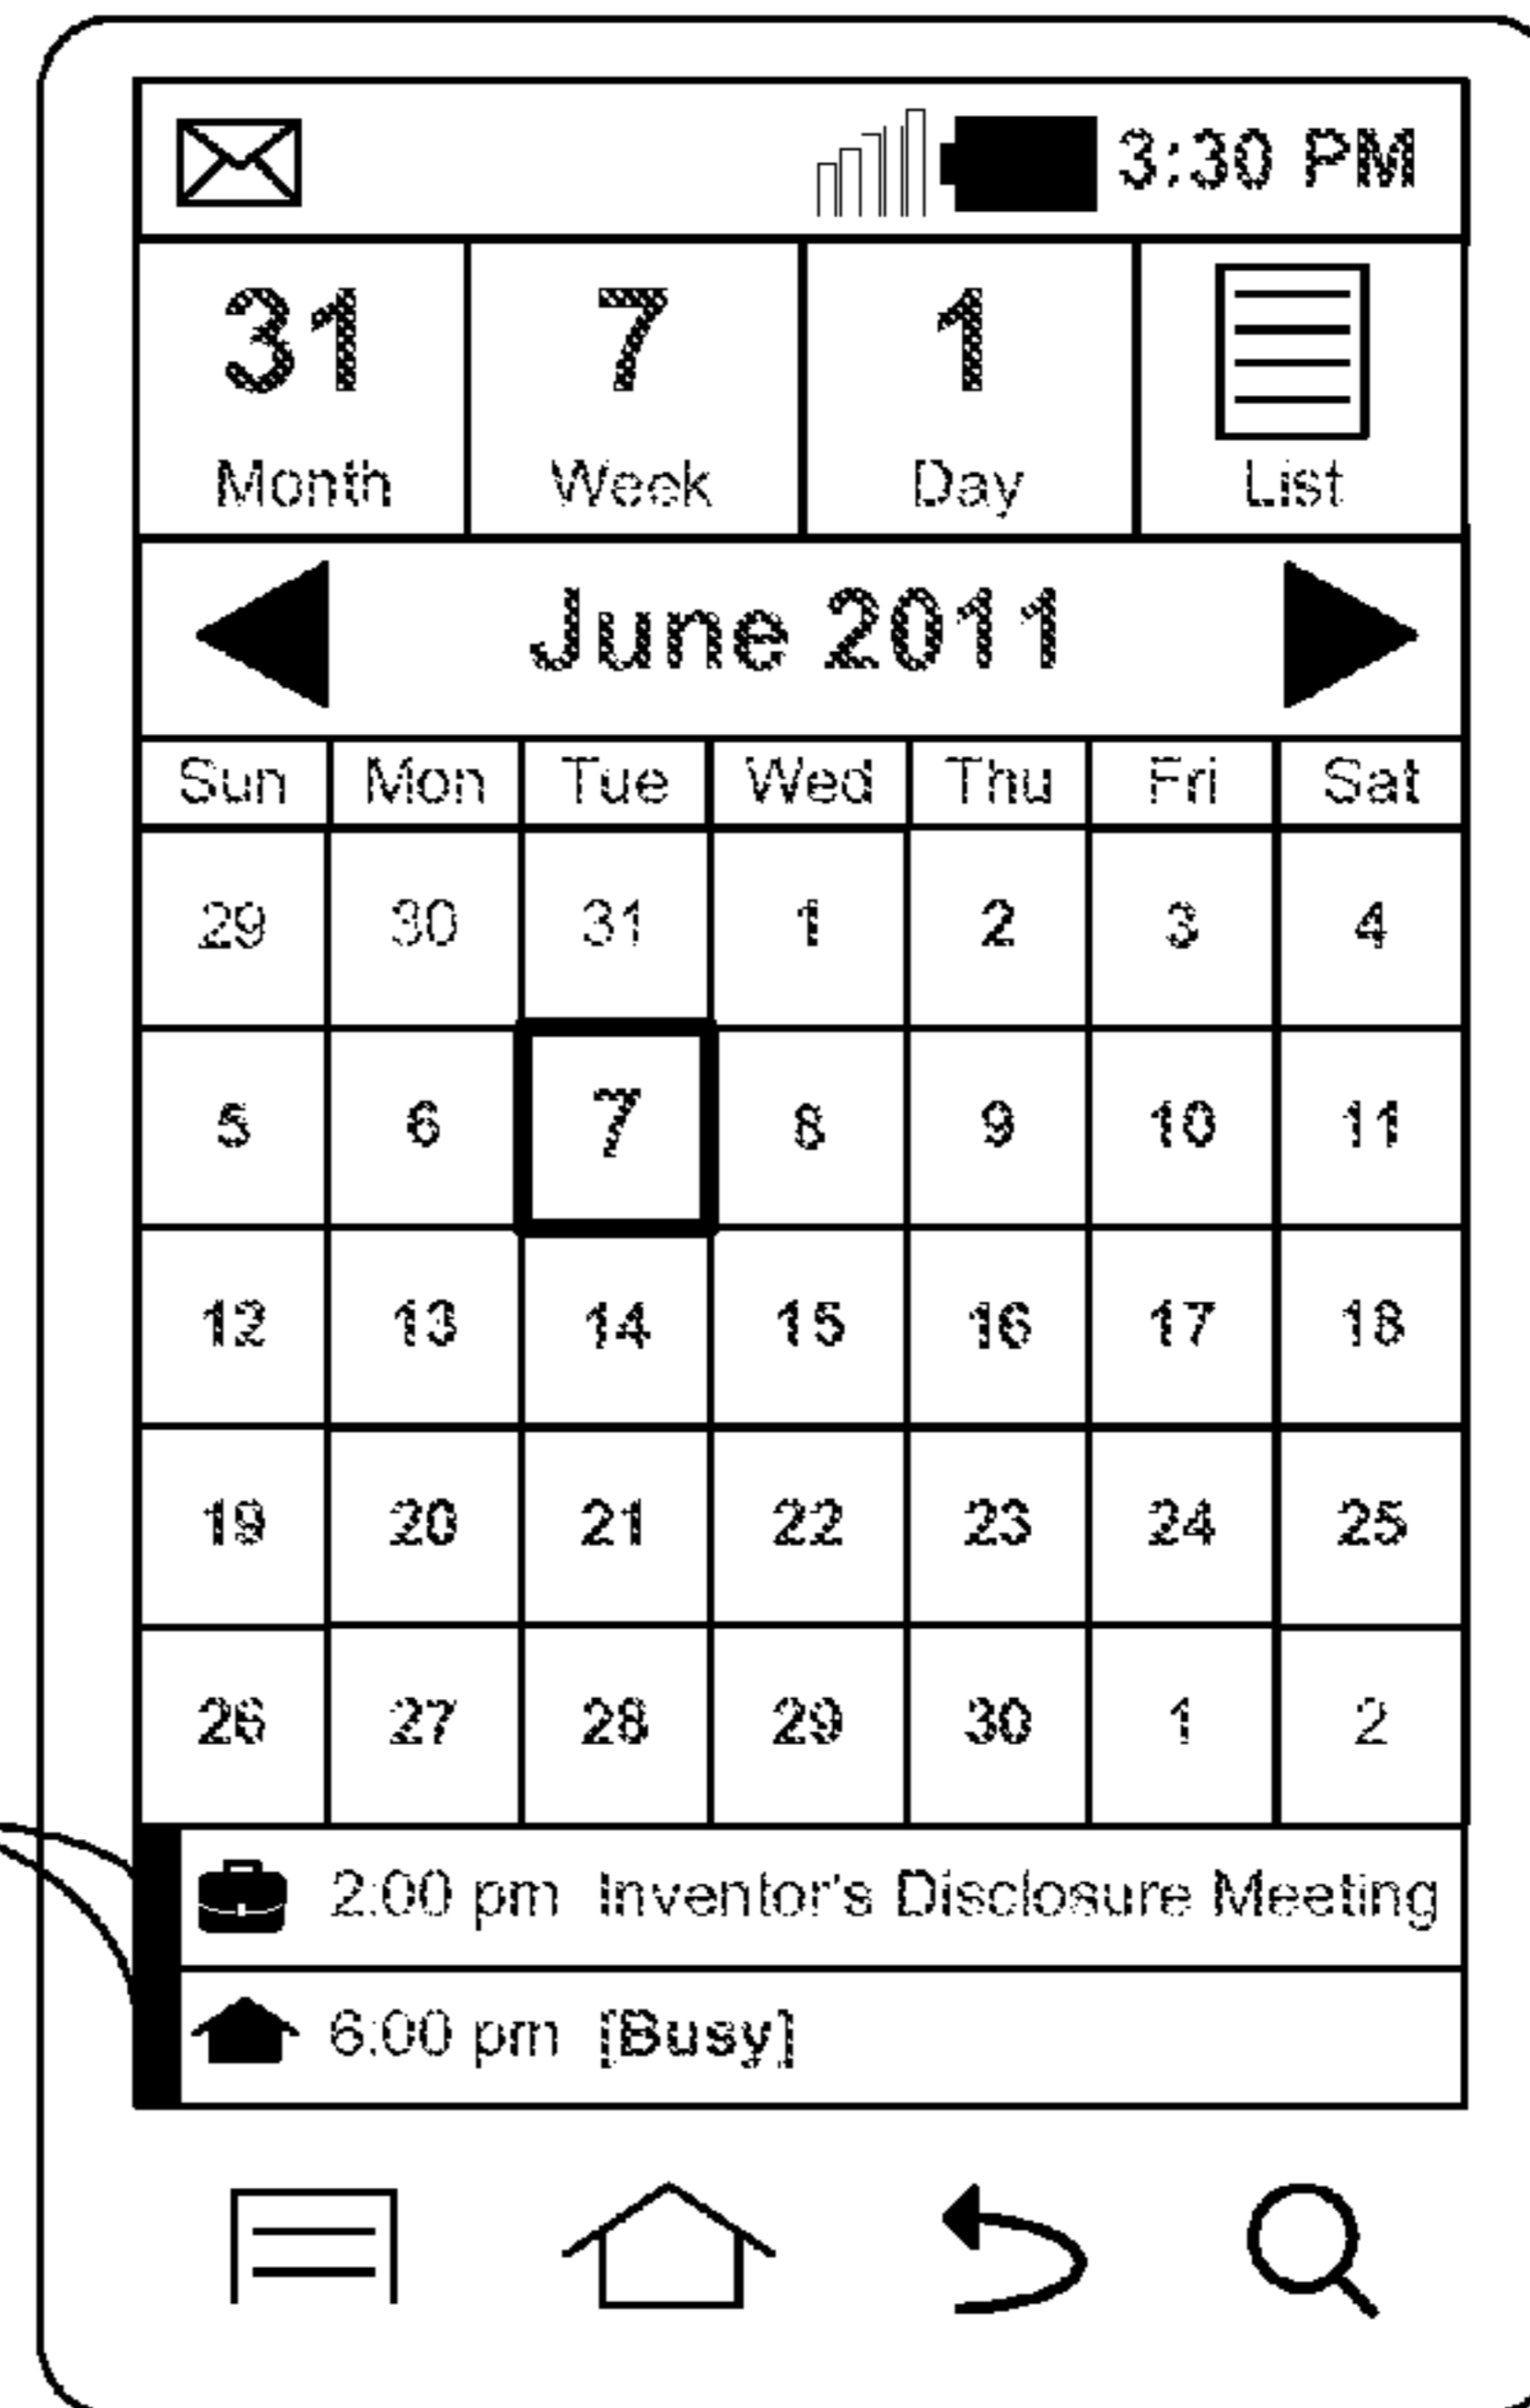 3:30 PM
31 7 1
Month Week Day List
June 2011
Sun Mon Tue Wed Thu Fri Sat
29 30 31 1 2 3 4
5 6 7 8 9 10 11
12 13 14 15 16 17 18
19 20 21 22 23 24 25
26 27 28 29 30 1 2
2:00 pm Inventor's Disclosure Meeting
6:00 pm [Busy]